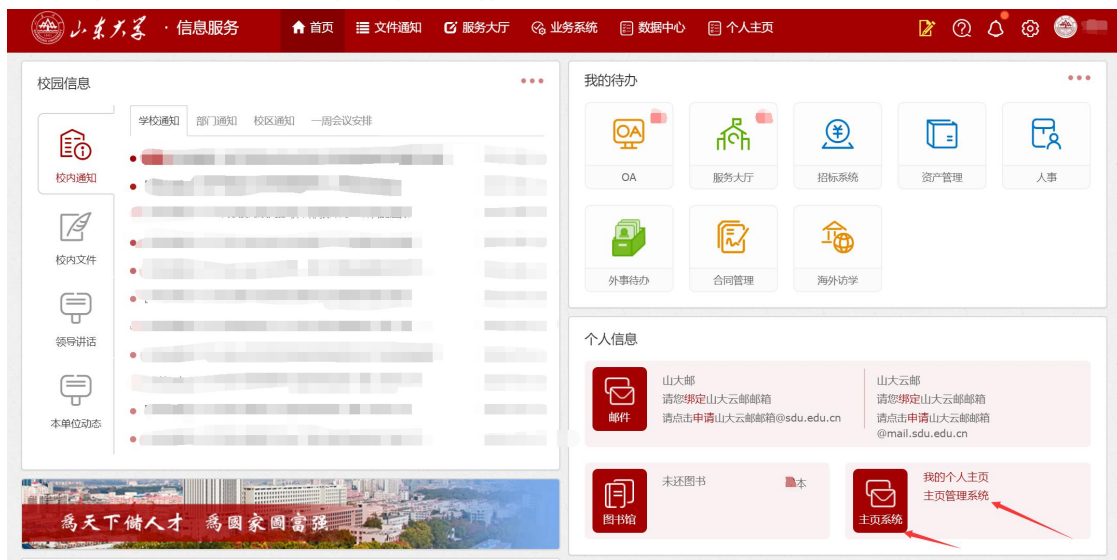 山东大学 · 信息服务
首页 文件通知 服务大厅 业务系统 数据中心 个人主页
校园信息
学校通知 部门通知 校区通知 一周会议安排
校内通知
校内文件
领导讲话
本单位动态
為天下储人才 為國家圖富强
我的待办
OA
OA 服务大厅 招标系统 资产管理 人事
外事待办 合同管理 海外访学
个人信息
邮件
山大邮
请您绑定山大云邮邮箱
请点击申请山大云邮邮箱@sdu.edu.cn
山大云邮
请您绑定山大云邮邮箱
请点击申请山大云邮邮箱
@mail.sdu.edu.cn
图书馆
未还图书 本
主页系统
我的个人主页
主页管理系统